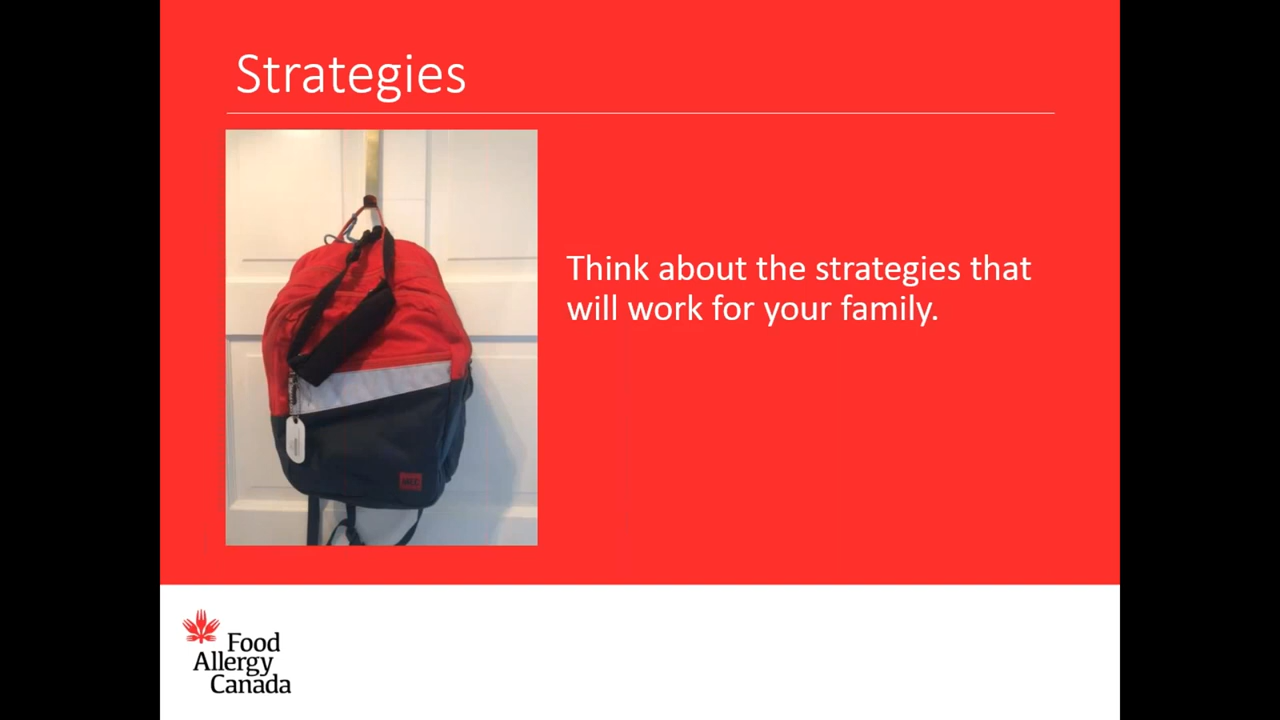 Strategies
Think about the strategies that
will work for your family.
Food
Allergy
Canada